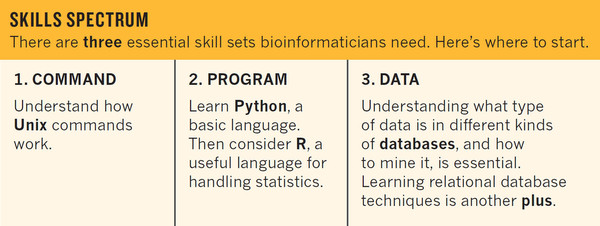 SKILLS SPECTRUM
There are three essential skill sets bioinformaticians need. Here’s where to start.
1. COMMAND
Understand how
Unix commands
work.
2. PROGRAM
Learn Python, a
basic language.
Then consider R, a
useful language for
handling statistics.
3. DATA
Understanding what type
of data is in different kinds
of databases, and how
to mine it, is essential.
Learning relational database
techniques is another plus.